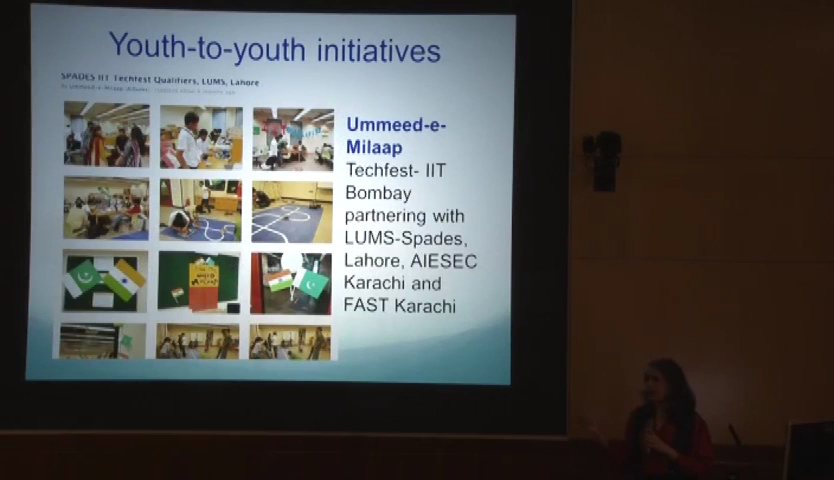 Youth-to-youth initiatives
SPADES IIT Techfest Qualifiers, LUMS, Lahore
Ummeed-e-
Milaap
Techfest- IIT
Bombay
partnering with
LUMS-Spades,
Lahore, AIESEC
Karachi and
FAST Karachi